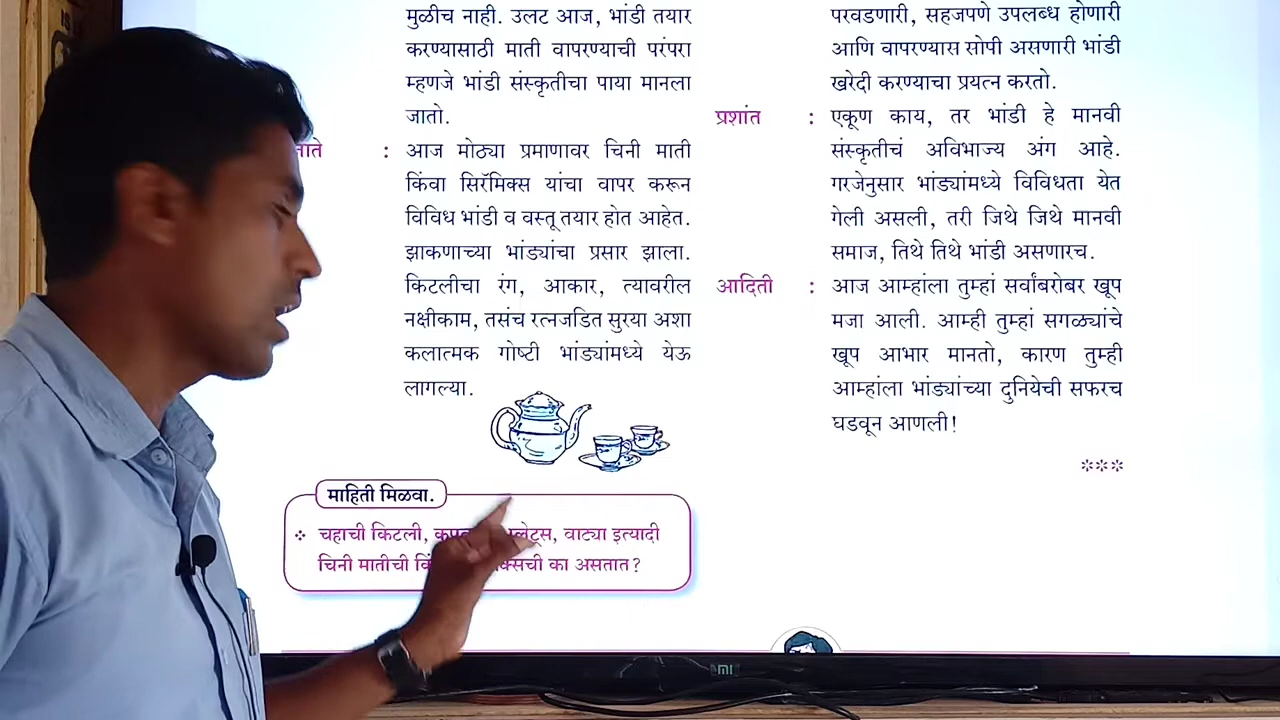 मुळीच नाही. उलट आज, भांडी तयार
करण्यासाठी माती वापरण्याची परंपरा
म्हणजे भांडी संस्कृतीचा पाया मानला
जातो.
: आज मोठ्या प्रमाणावर चिनी माती
किंवा सिरॅमिक्स यांचा वापर करून
विविध भांडी व वस्तू तयार होत आहेत.
झाकणाच्या भांड्यांचा प्रसार झाला.
किटलीचा रंग, आकार, त्यावरील
नक्षीकाम, तसंच रत्नजडित सुरया अशा
कलात्मक गोष्टी भांड्यांमध्ये येऊ
लागल्या.
माहिती मिळवा.
❖ चहाची किटली, वाट्या इत्यादी
चिनी मातीची का असतात?
परवडणारी, सहजपणे उपलब्ध होणारी
आणि वापरण्यास सोपी असणारी भांडी
खरेदी करण्याचा प्रयत्न करतो.
प्रशांत : एकूण काय, तर भांडी हे मानवी
संस्कृतीचं अविभाज्य अंग आहे.
गरजेनुसार भांड्यांमध्ये विविधता येत
गेली असली, तरी जिथे जिथे मानवी
समाज, तिथे तिथे भांडी असणारच.
आदिती : आज आम्हांला तुम्हां सर्वांबरोबर खूप
मजा आली. आम्ही तुम्हां सगळ्यांचे
खूप आभार मानतो, कारण तुम्ही
आम्हांला भांड्यांच्या दुनियेची सफरच
घडवून आणली!
***
mi